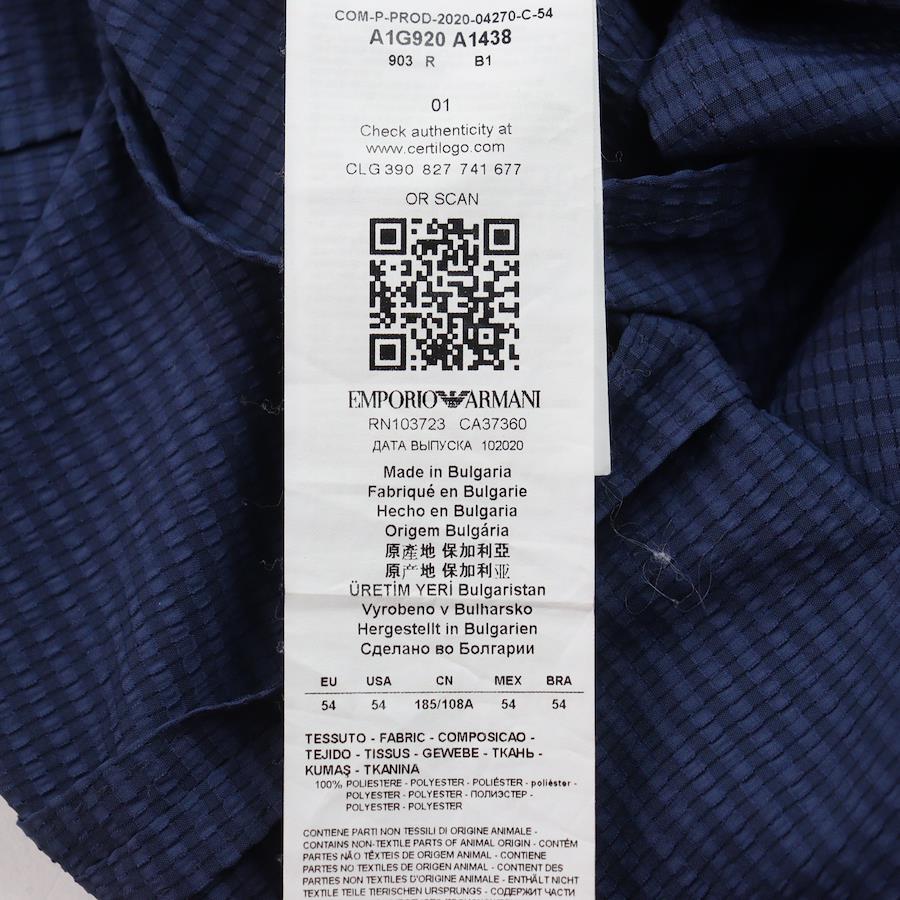 COM-P-PROD-2020-04270-C-54
A1G920 A1438
903 R B1
01
Check authenticity at
www.certilogo.com
CLG 390 827 741 677
OR SCAN
EMPORIO ARMANI
RN103723 CA37360
ДАТА ВЫПУСКА 102020
Made in Bulgaria
Fabriqué en Bulgarie
Hecho en Bulgaria
Origem Bulgária
原產地 保加利亞
原产地 保加利亚
ÜRETİM YERİ Bulgaristan
Vyrobeno v Bulharsko
Hergestellt in Bulgarien
Сделано во Болгарии
EU USA CN MEX BRA
54 54 185/108A 54 54
TESSUTO - FABRIC - COMPOSICAO -
TEJIDO - TISSUS - GEWEBE - ТКАНЬ -
KUMAŞ - TKANINA
100% POLIESTERE - POLYESTER - POLIÉSTER - poliéster -
POLYESTER - POLYESTER - ПОЛИЭСТЕР -
POLYESTER - POLYESTER
CONTIENE PARTI NON TESSILI DI ORIGINE ANIMALE -
CONTAINS NON-TEXTILE PARTS OF ANIMAL ORIGIN - CONTÉM
PARTES NÃO TÊXTEIS DE ORIGEM ANIMAL - CONTIENE
PARTES NO TEXTILES DE ORIGEN ANIMAL - CONTIENT DES
PARTIES NON TEXTILES D'ORIGINE ANIMALE - ENTHÄLT NICHT
TEXTILE TEILE TIERISCHEN URSPRUNGS - СОДЕРЖИТ ЧАСТИ